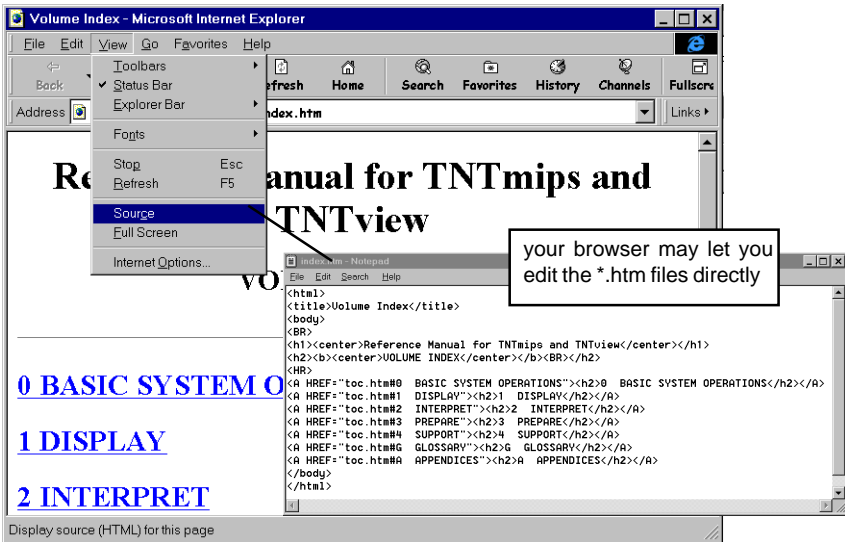 Volume Index - Microsoft Internet Explorer
File Edit View Go Favorites Help
Back Refresh Home Search Favorites History Channels Fullscre
Address index.htm Links
Toolbars
Status Bar
Explorer Bar
Fonts
Stop Esc
Refresh F5
Source
Full Screen
Internet Options...
Re anual for TNTmips and
TNTview
VO
0 BASIC SYSTEM O
1 DISPLAY
2 INTERPRET
Display source (HTML) for this page
your browser may let you
edit the *.htm files directly
index.htm - Notepad
File Edit Search Help
<html>
<title>Volume Index</title>
<body>
<BR>
<h1><center>Reference Manual for TNTmips and TNTview</center></h1>
<h2><b><center>VOLUME INDEX</center></b><BR></h2>
<HR>
<A HREF="toc.htm#0  BASIC SYSTEM OPERATIONS"><h2>0  BASIC SYSTEM OPERATIONS</h2></A>
<A HREF="toc.htm#1  DISPLAY"><h2>1  DISPLAY</h2></A>
<A HREF="toc.htm#2  INTERPRET"><h2>2  INTERPRET</h2></A>
<A HREF="toc.htm#3  PREPARE"><h2>3  PREPARE</h2></A>
<A HREF="toc.htm#4  SUPPORT"><h2>4  SUPPORT</h2></A>
<A HREF="toc.htm#G  GLOSSARY"><h2>G  GLOSSARY</h2></A>
<A HREF="toc.htm#A  APPENDICES"><h2>A  APPENDICES</h2></A>
</body>
</html>